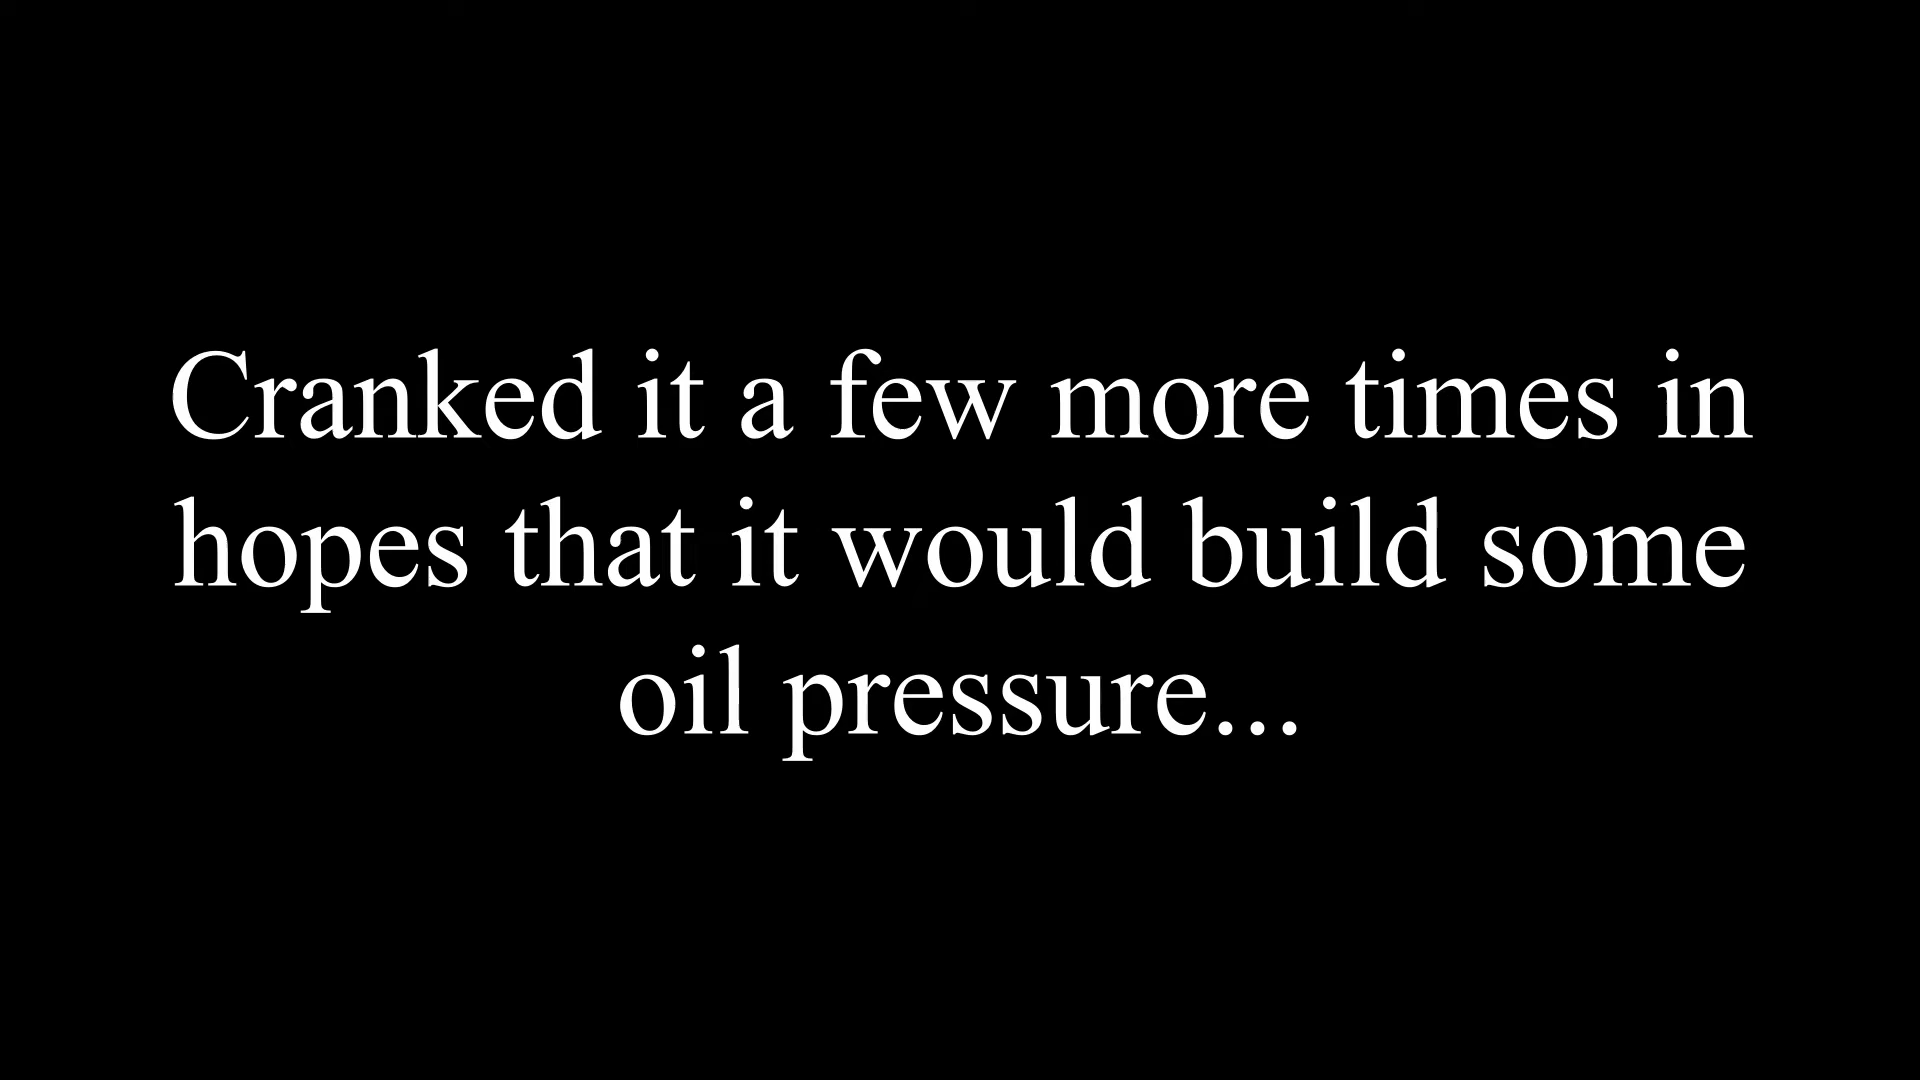 Cranked it a few more times in
hopes that it would build some
oil pressure...